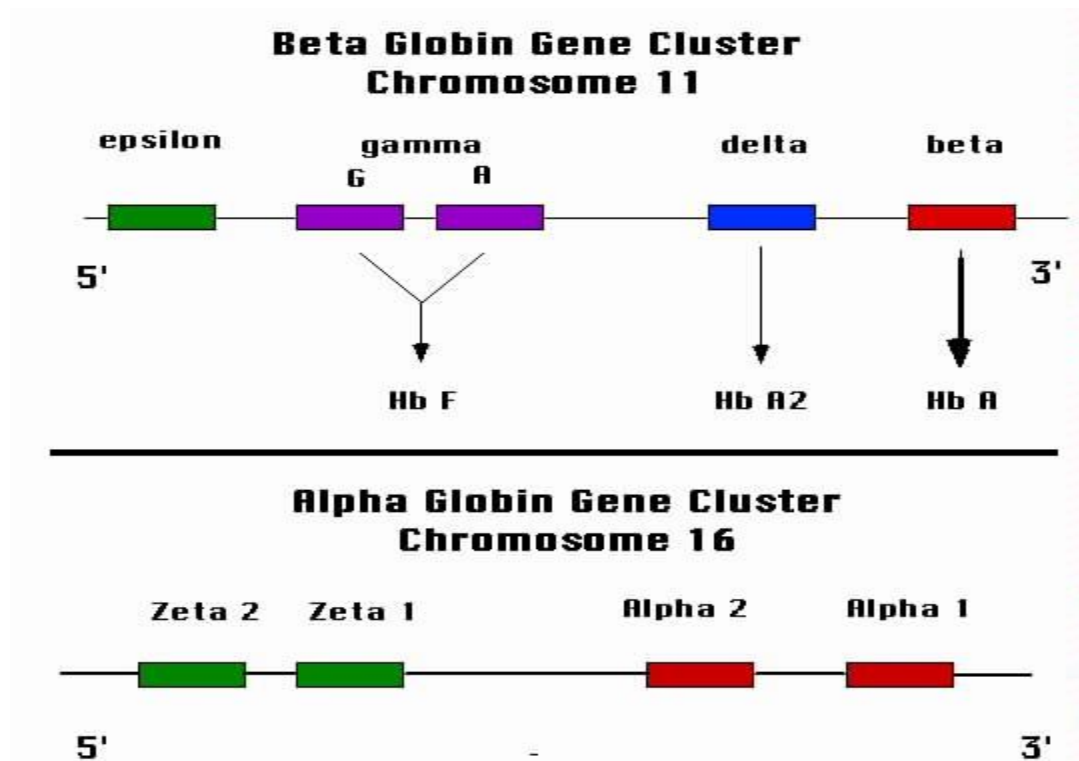 Beta Globin Gene Cluster
Chromosome 11
epsilon gamma delta beta
G A
5' 3'
Hb F Hb A2 Hb A
Alpha Globin Gene Cluster
Chromosome 16
Zeta 2 Zeta 1 Alpha 2 Alpha 1
5' - 3'